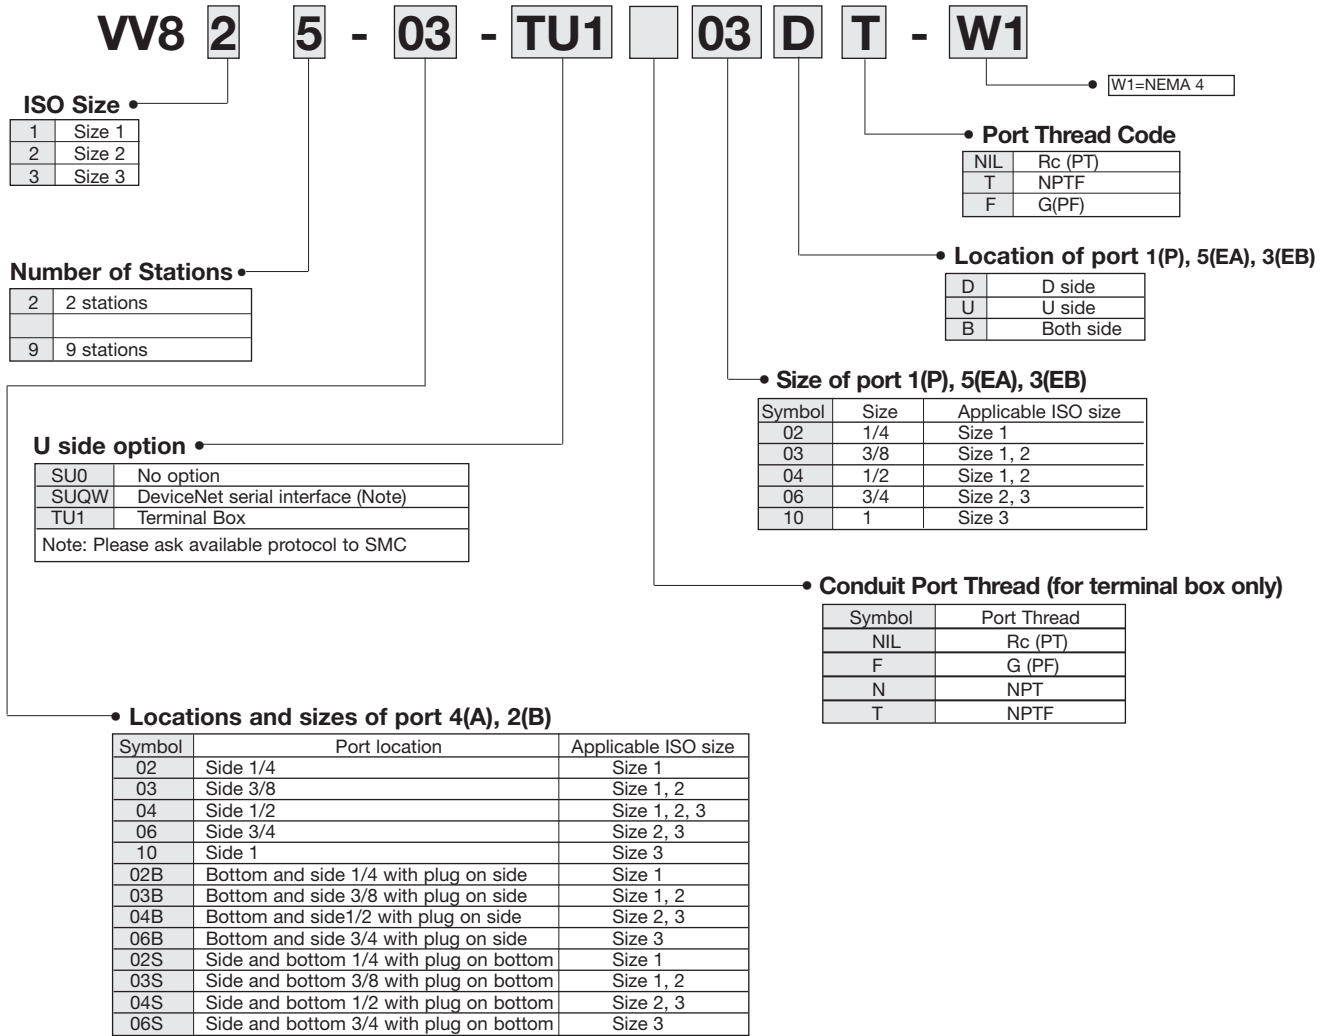 VV8 2 5 - 03 - TU1 03 D T - W1
W1=NEMA 4
ISO Size
1 Size 1
2 Size 2
3 Size 3
Port Thread Code
NIL Rc (PT)
T NPTF
F G(PF)
Number of Stations
2 2 stations
9 9 stations
Location of port 1(P), 5(EA), 3(EB)
D D side
U U side
B Both side
Size of port 1(P), 5(EA), 3(EB)
Symbol Size Applicable ISO size
02 1/4 Size 1
03 3/8 Size 1, 2
04 1/2 Size 1, 2
06 3/4 Size 2, 3
10 1 Size 3
U side option
SU0 No option
SUQW DeviceNet serial interface (Note)
TU1 Terminal Box
Note: Please ask available protocol to SMC
Conduit Port Thread (for terminal box only)
Symbol Port Thread
NIL Rc (PT)
F G (PF)
N NPT
T NPTF
Locations and sizes of port 4(A), 2(B)
Symbol Port location Applicable ISO size
02 Side 1/4 Size 1
03 Side 3/8 Size 1, 2
04 Side 1/2 Size 1, 2, 3
06 Side 3/4 Size 2, 3
10 Side 1 Size 3
02B Bottom and side 1/4 with plug on side Size 1
03B Bottom and side 3/8 with plug on side Size 1, 2
04B Bottom and side1/2 with plug on side Size 2, 3
06B Bottom and side 3/4 with plug on side Size 3
02S Side and bottom 1/4 with plug on bottom Size 1
03S Side and bottom 3/8 with plug on bottom Size 1, 2
04S Side and bottom 1/2 with plug on bottom Size 2, 3
06S Side and bottom 3/4 with plug on bottom Size 3